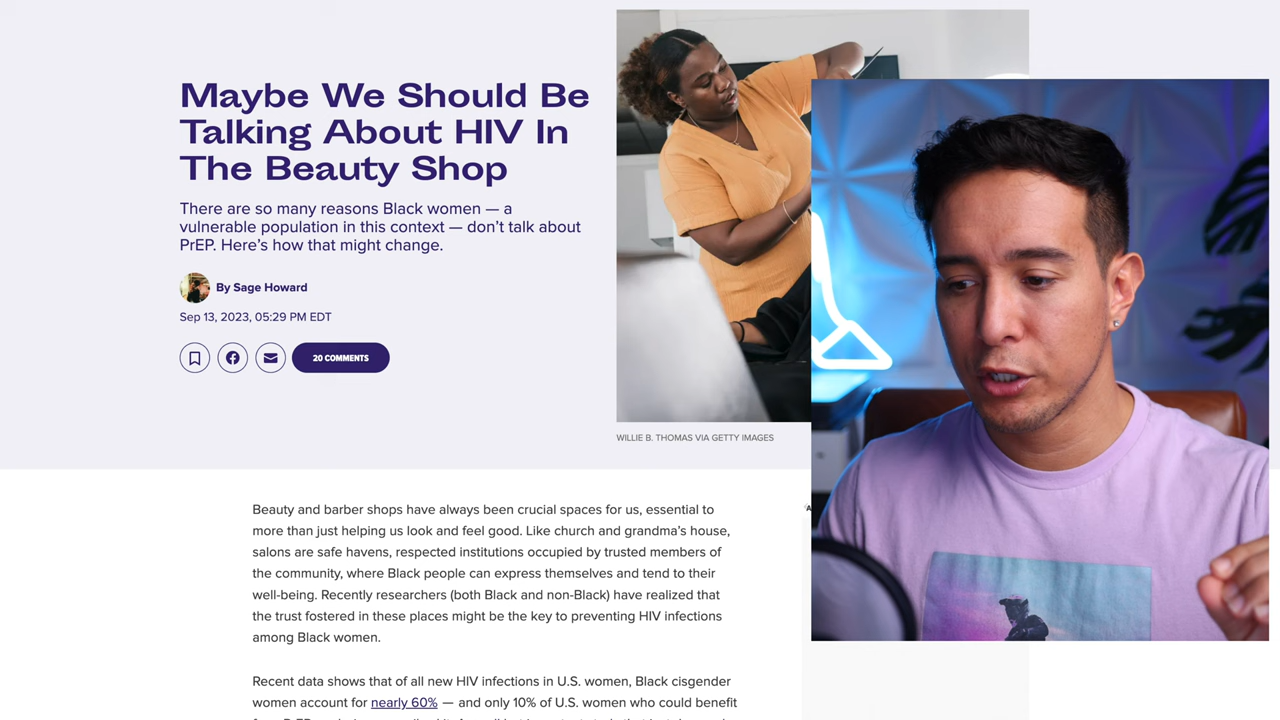 Maybe We Should Be
Talking About HIV In
The Beauty Shop
There are so many reasons Black women — a
vulnerable population in this context — don't talk about
PrEP. Here's how that might change.
By Sage Howard
Sep 13, 2023, 05:29 PM EDT
20 COMMENTS
WILLIE B. THOMAS VIA GETTY IMAGES
Beauty and barber shops have always been crucial spaces for us, essential to
more than just helping us look and feel good. Like church and grandma's house,
salons are safe havens, respected institutions occupied by trusted members of
the community, where Black people can express themselves and tend to their
well-being. Recently researchers (both Black and non-Black) have realized that
the trust fostered in these places might be the key to preventing HIV infections
among Black women.
Recent data shows that of all new HIV infections in U.S. women, Black cisgender
women account for nearly 60% — and only 10% of U.S. women who could benefit